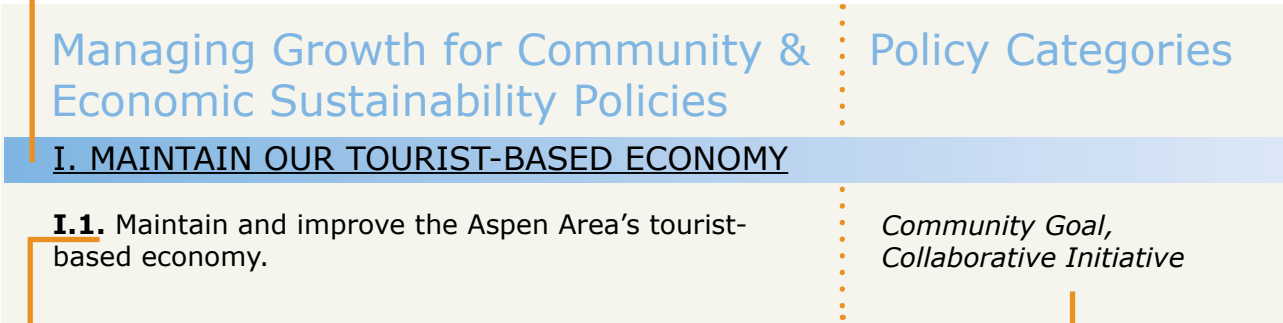 Managing Growth for Community &
Economic Sustainability Policies
Policy Categories
I. MAINTAIN OUR TOURIST-BASED ECONOMY
I.1. Maintain and improve the Aspen Area's tourist-
based economy.
Community Goal,
Collaborative Initiative